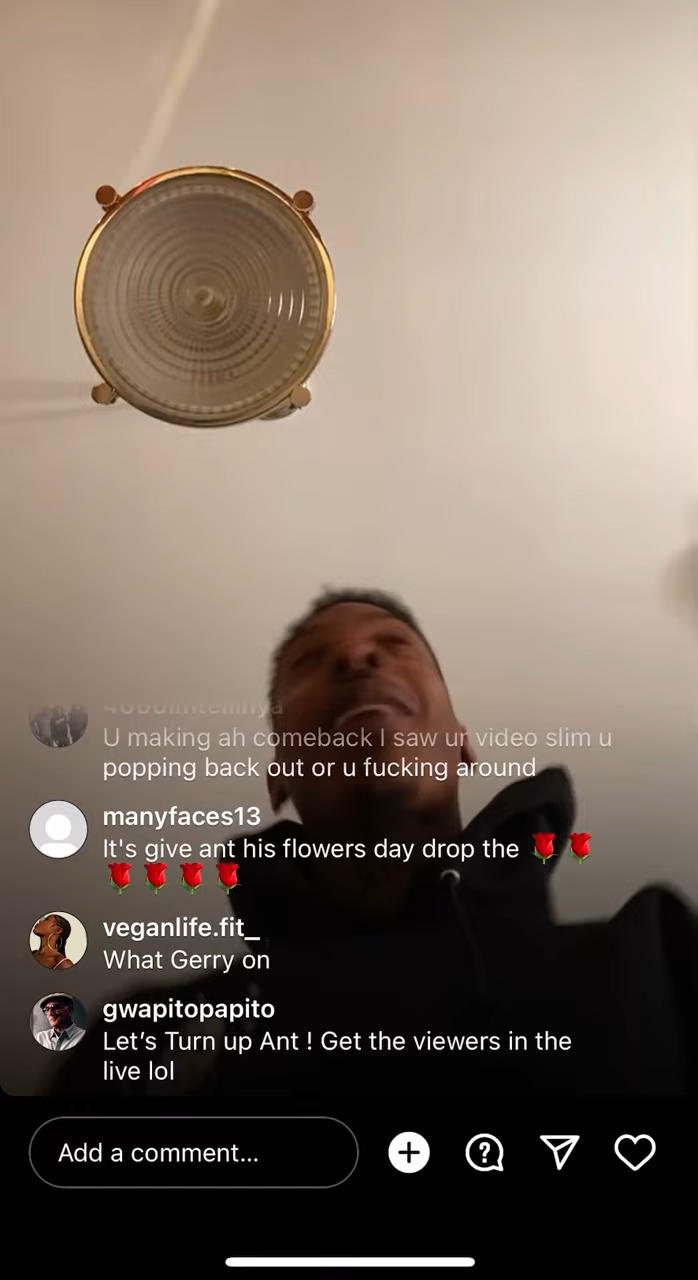 U making ah comeback I saw ur video slim u
popping back out or u fucking around
manyfaces13
It's give ant his flowers day drop the 🌹🌹
🌹🌹🌹🌹
veganlife.fit_
What Gerry on
gwapitopapito
Let’s Turn up Ant ! Get the viewers in the
live lol
Add a comment...